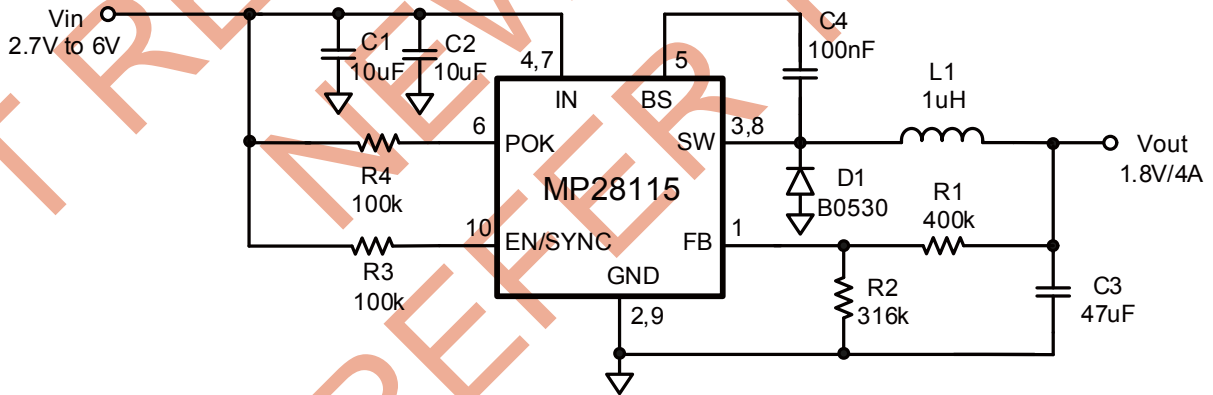 Vin
2.7V to 6V
C1
10uF
C2
10uF
4,7
5
C4
100nF
IN
BS
L1
1uH
6
POK
SW
3,8
Vout
1.8V/4A
R4
100k
MP28115
D1
B0530
R1
400k
10
EN/SYNC
FB
1
R3
100k
GND
2,9
R2
316k
C3
47uF
NEW
REFER